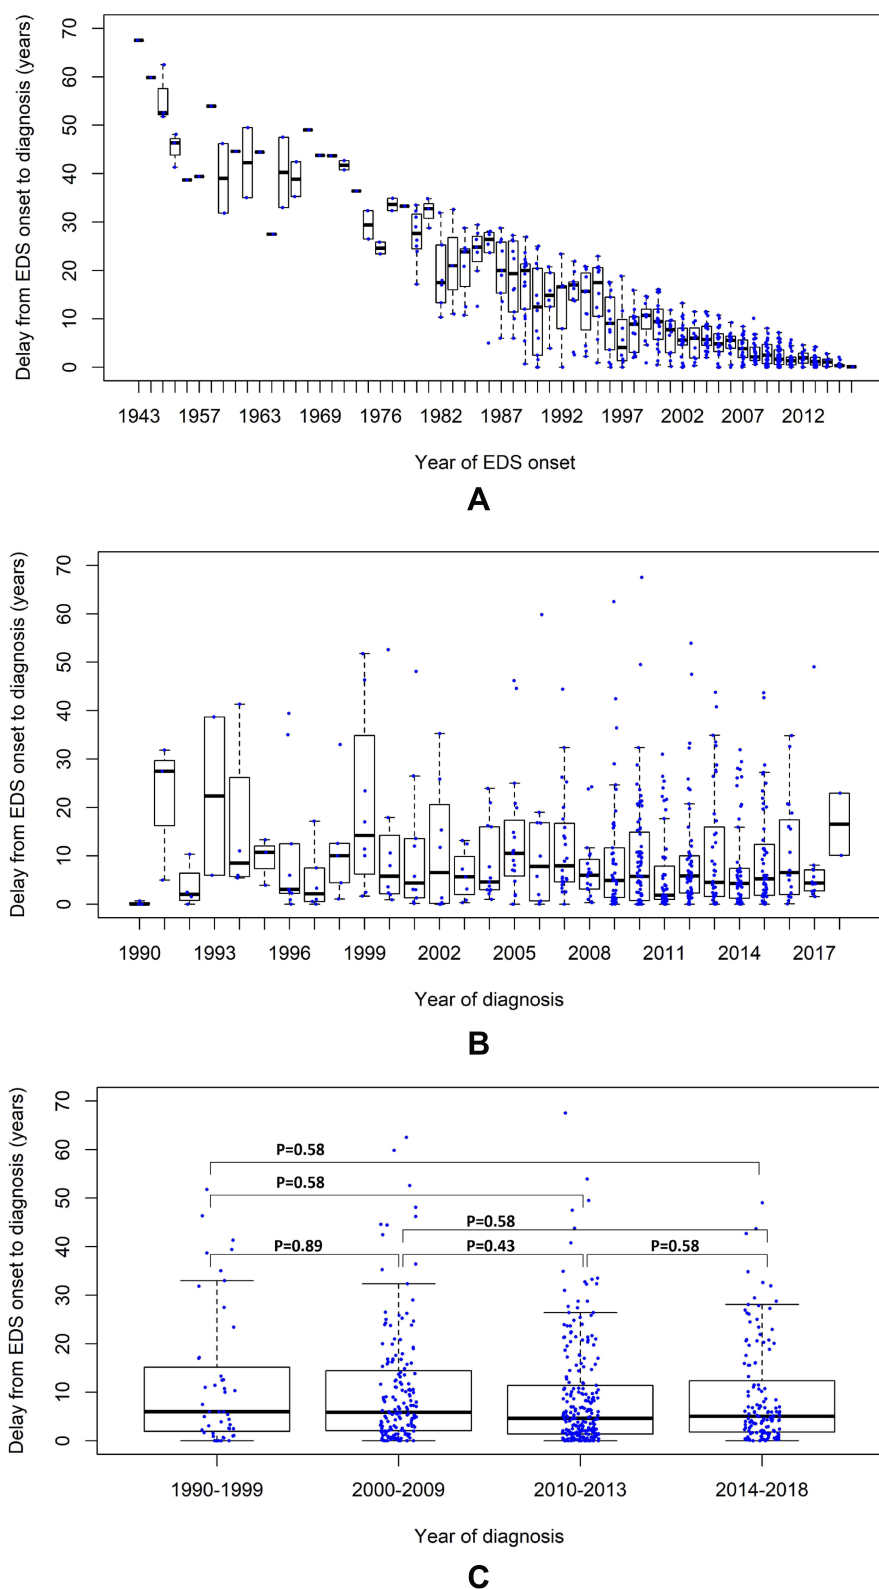 Delay from EDS onset to diagnosis (years)
70
60
50
40
30
20
10
0
1943 1957 1963 1969 1976 1982 1987 1992 1997 2002 2007 2012
Year of EDS onset
A
Delay from EDS onset to diagnosis (years)
70
60
50
40
30
20
10
0
1990 1993 1996 1999 2002 2005 2008 2011 2014 2017
Year of diagnosis
B
Delay from EDS onset to diagnosis (years)
70
60
50
40
30
20
10
0
P=0.58
P=0.58
P=0.58
P=0.89 P=0.43 P=0.58
1990-1999 2000-2009 2010-2013 2014-2018
Year of diagnosis
C